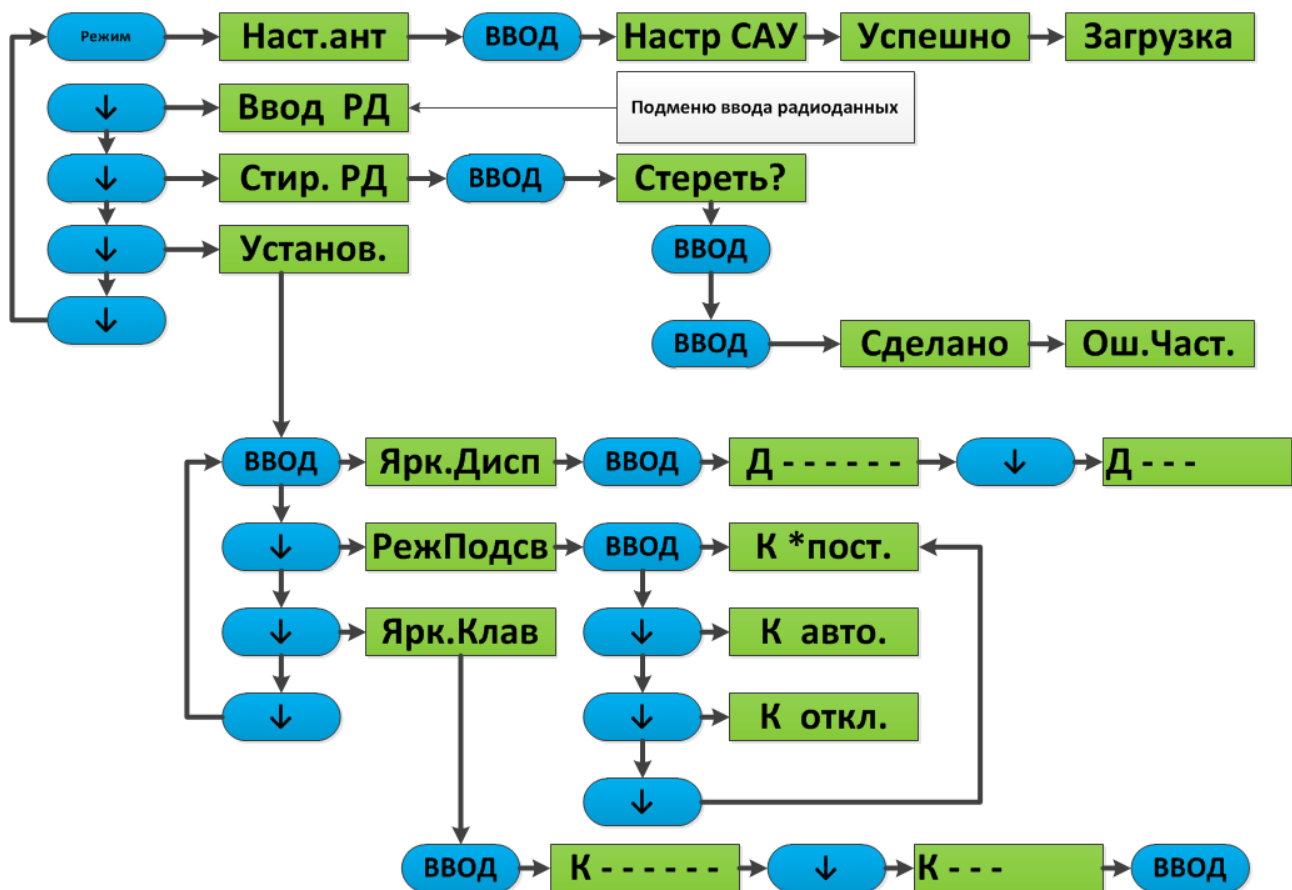 Режим
Наст.ант
ВВОД
Настр САУ
Успешно
Загрузка
↓
Ввод РД
Подменю ввода радиоданных
↓
Стир. РД
ВВОД
Стереть?
↓
Установ.
ВВОД
↓
ВВОД
Сделано
Ош.Част.
ВВОД
Ярк.Дисп
ВВОД
Д - - - - - -
↓
Д - - -
↓
РежПодсв
ВВОД
К *пост.
↓
Ярк.Клав
↓
К авто.
↓
↓
К откл.
↓
ВВОД
К - - - - - -
↓
К - - -
ВВОД